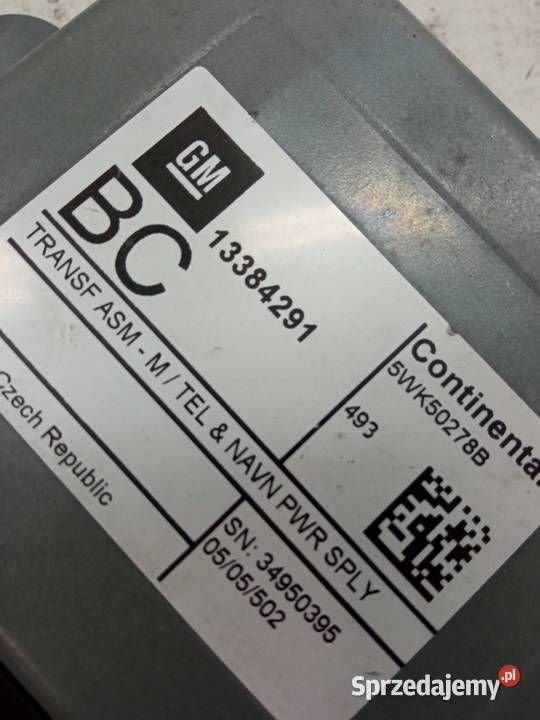 GM
BC
13384291
TRANSF ASM - M / TEL & NAVN PWR SPLY
Continental
5WK50278B
493
Czech Republic
SN: 34950395
05/05/502
Sprzedajemy.pl